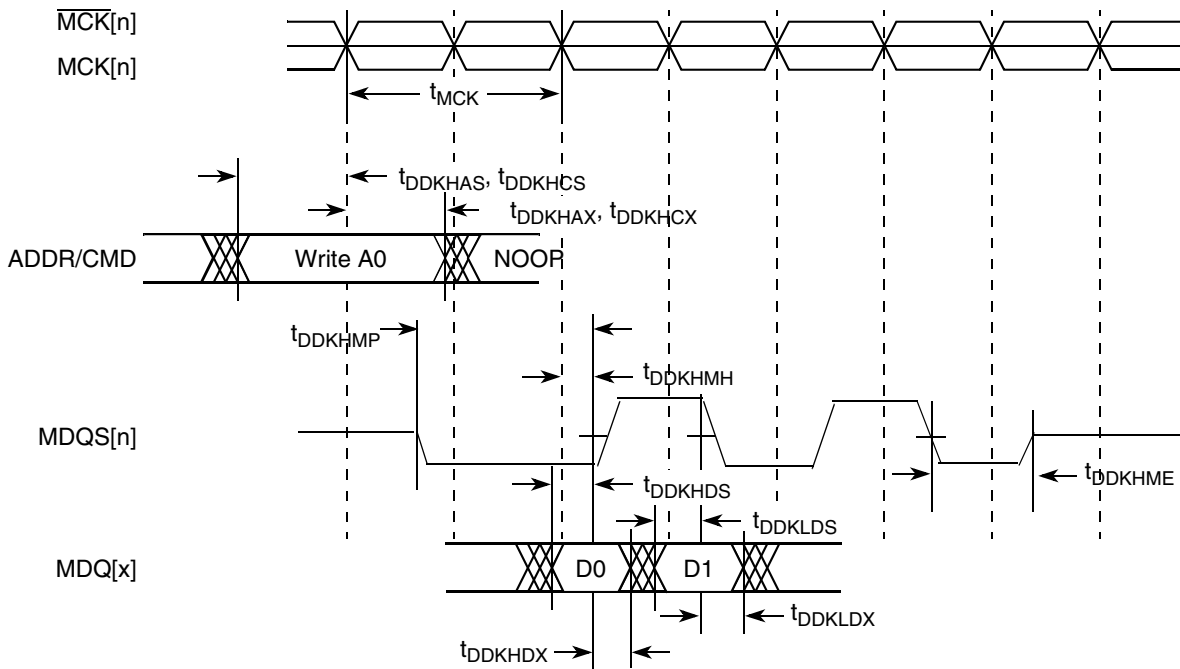 MCK[n]
MCK[n]
tMCK
tDDKHAS, tDDKHCS
tDDKHAX, tDDKHCX
ADDR/CMD
Write A0
NOOP
tDDKHMP
tDDKHMH
MDQS[n]
tDDKHME
tDDKHDS
tDDKLDS
MDQ[x]
D0
D1
tDDKLDX
tDDKHDX